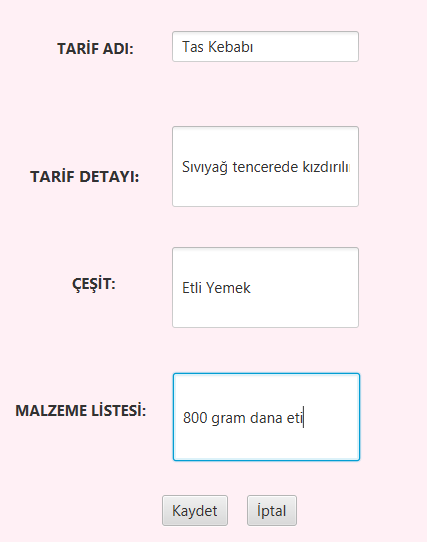 TARİF ADI: Tas Kebabı
TARİF DETAYI: Sıvıyağ tencerede
ÇEŞİT: Etli Yemek
MALZEME LİSTESİ: 800 gram dana eti
Kaydet İptal